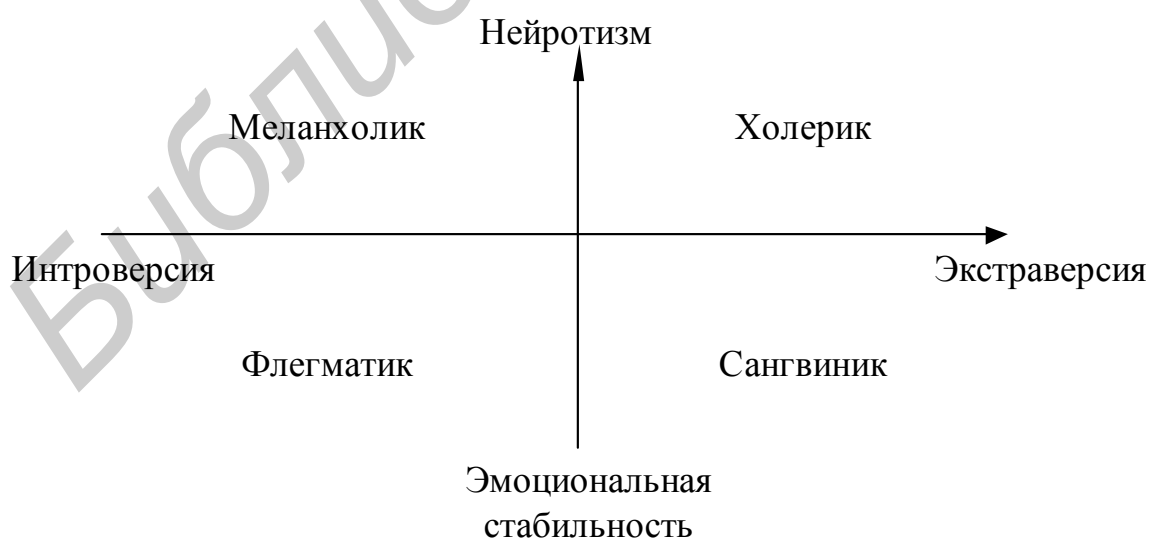 Нейротизм
Меланхолик Холерик
Интроверсия Экстраверсия
Флегматик Сангвиник
Эмоциональная
стабильность